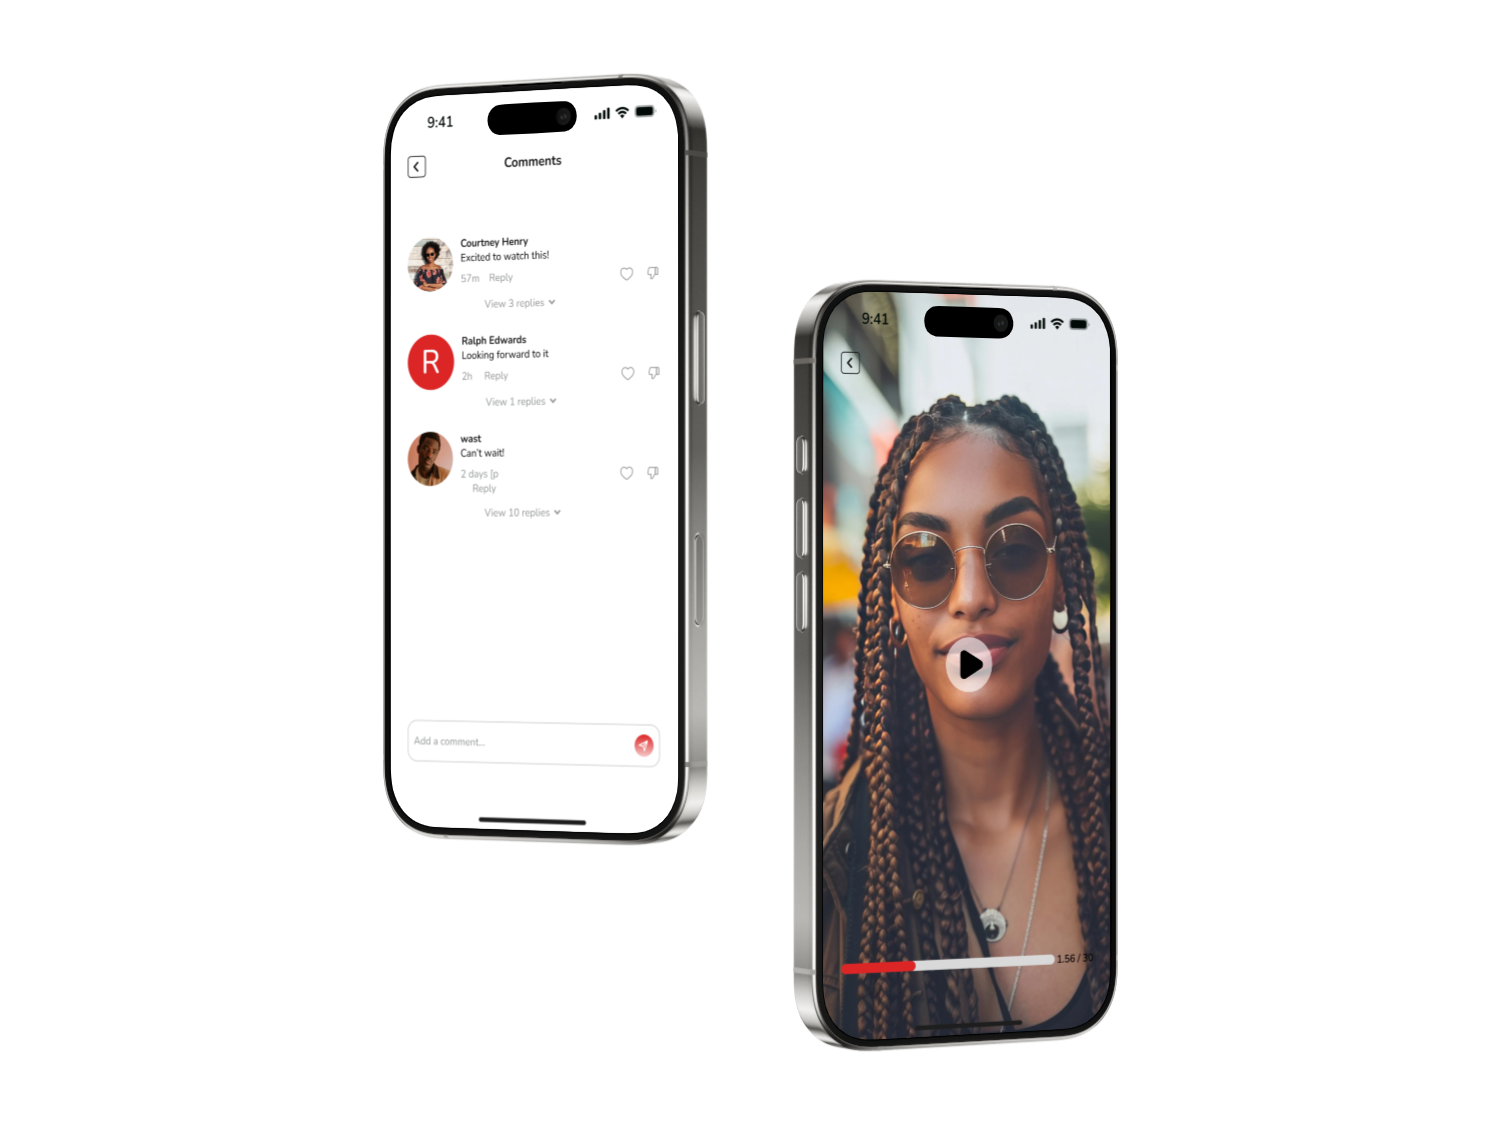 9:41
Comments
Courtney Henry
Excited to watch this!
57m Reply
View 3 replies
R
Ralph Edwards
Looking forward to it
2h Reply
View 1 replies
wast
Can't wait!
2 days [p
Reply
View 10 replies
Add a comment...
9:41
1.56 / 30